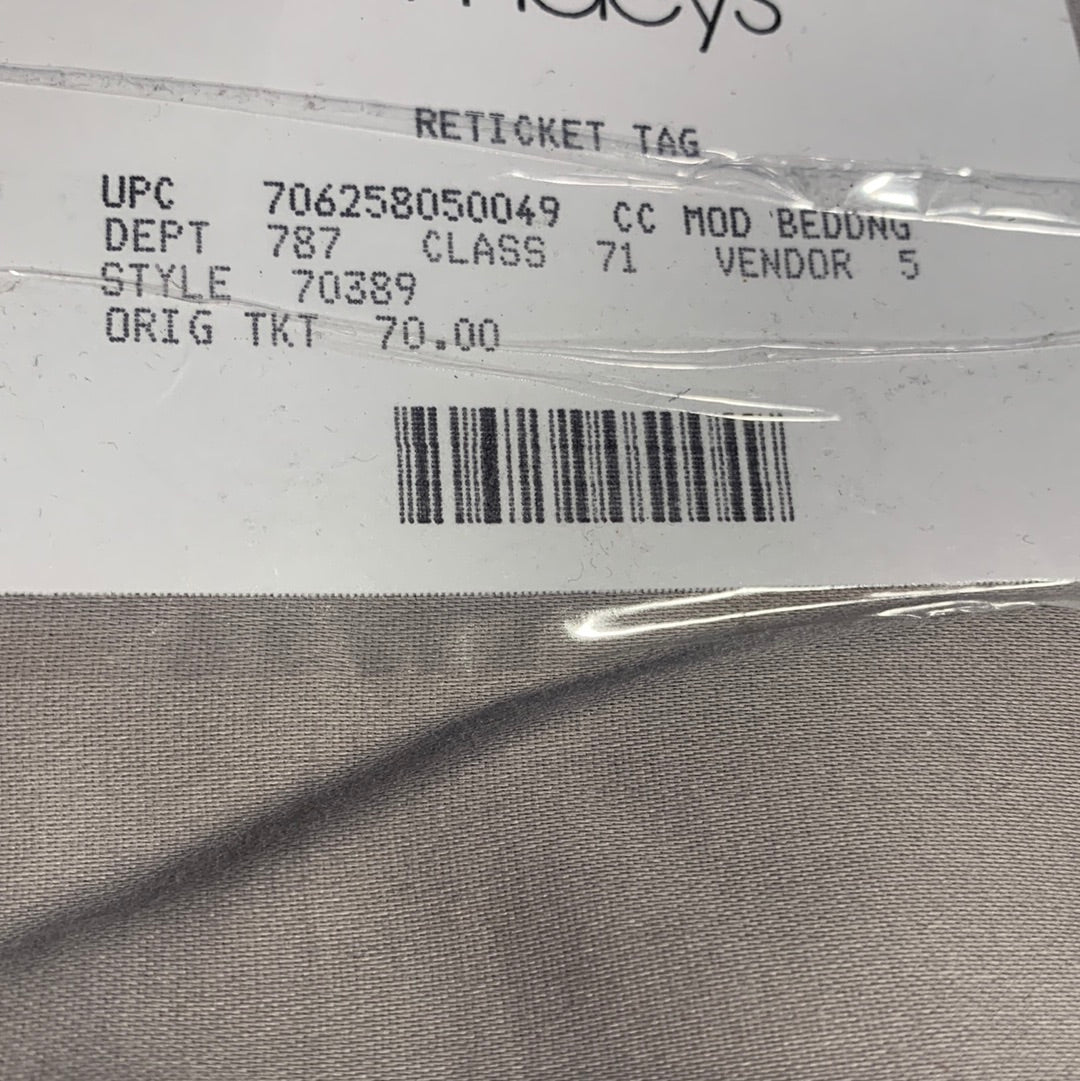 macys
RETICKET TAG
UPC 706258050049 CC MOD BEDDNG
DEPT 787 CLASS 71 VENDOR 5
STYLE 70389
ORIG TKT 70.00